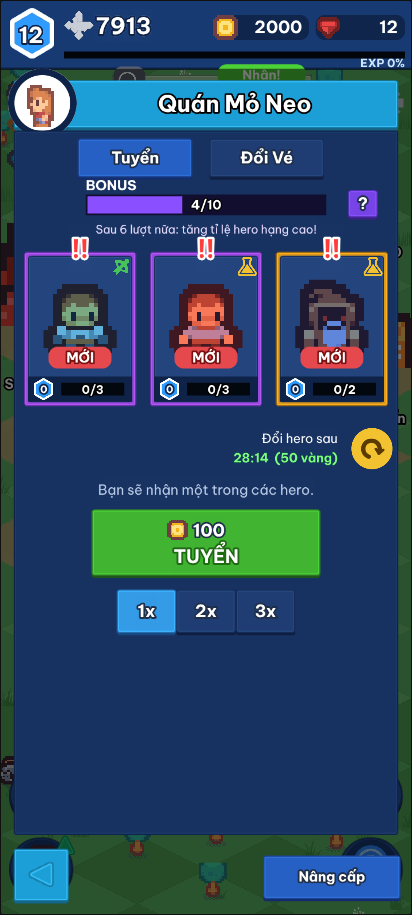 12
7913
2000
12
EXP 0%
Nhận!
Quán Mỏ Neo
Tuyển
Đổi Vé
BONUS
4/10
?
Sau 6 lượt nữa: tăng tỉ lệ hero hạng cao!
!!
!!
!!
MỚI
MỚI
MỚI
0
0/3
0
0/3
0
0/2
Đổi hero sau
28:14 (50 vàng)
Bạn sẽ nhận một trong các hero.
100
TUYỂN
1x
2x
3x
Nâng cấp